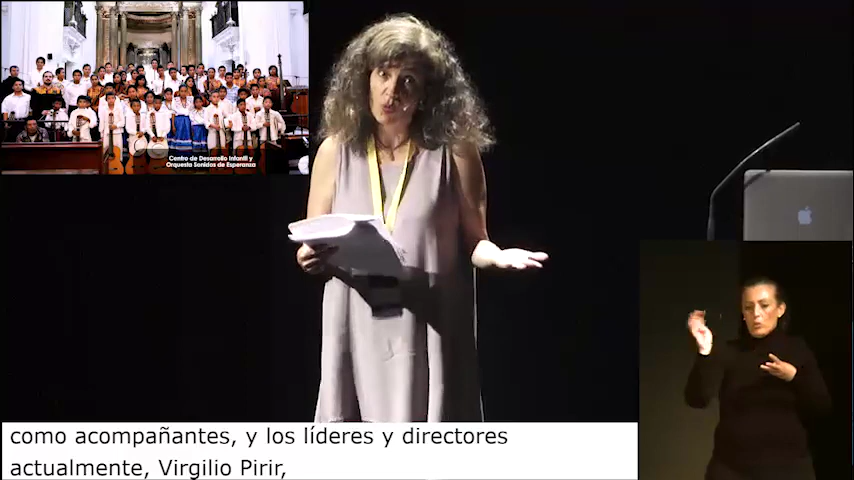 Centro de Desarrollo Infantil y
Orquesta Sonidos de Esperanza
como acompañantes, y los líderes y directores
actualmente, Virgilio Pirir,